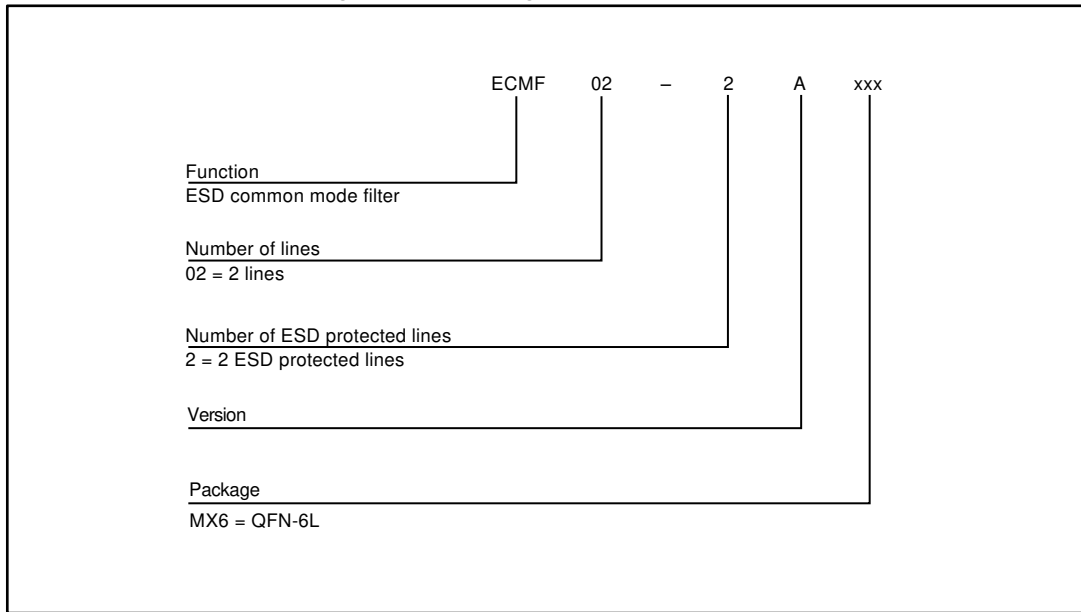 ECMF 02 – 2 A xxx
Function
ESD common mode filter
Number of lines
02 = 2 lines
Number of ESD protected lines
2 = 2 ESD protected lines
Version
Package
MX6 = QFN-6L